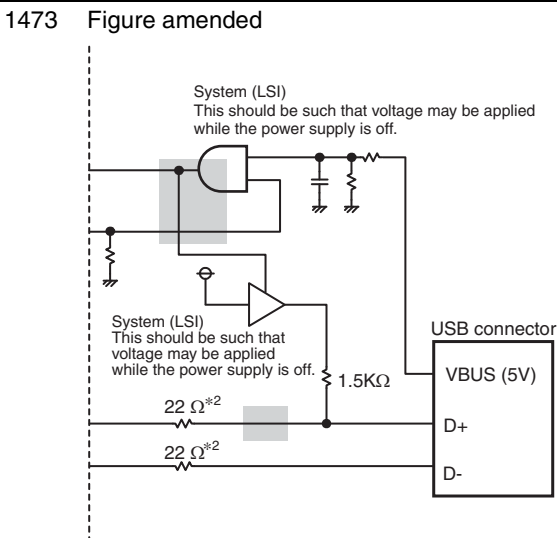 1473 Figure amended
System (LSI)
This should be such that voltage may be applied
while the power supply is off.
System (LSI)
This should be such that
voltage may be applied
while the power supply is off.
USB connector
1.5KΩ
VBUS (5V)
22 Ω*2
D+
22 Ω*2
D-